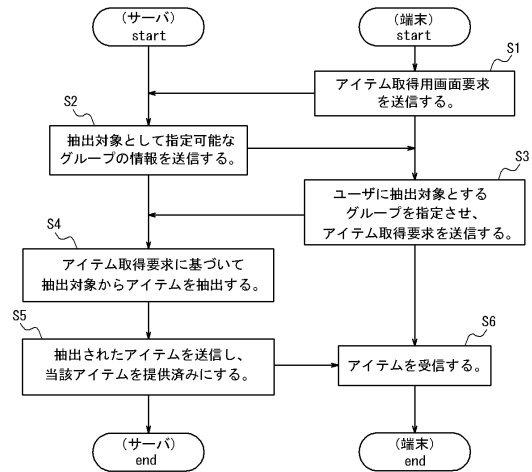 (サーバ)
start
(端末)
start
S1
アイテム取得用画面要求
を送信する。
S2
抽出対象として指定可能な
グループの情報を送信する。
S3
ユーザに抽出対象とする
グループを指定させ、
アイテム取得要求を送信する。
S4
アイテム取得要求に基づいて
抽出対象からアイテムを抽出する。
S5
抽出されたアイテムを送信し、
当該アイテムを提供済みにする。
S6
アイテムを受信する。
(サーバ)
end
(端末)
end